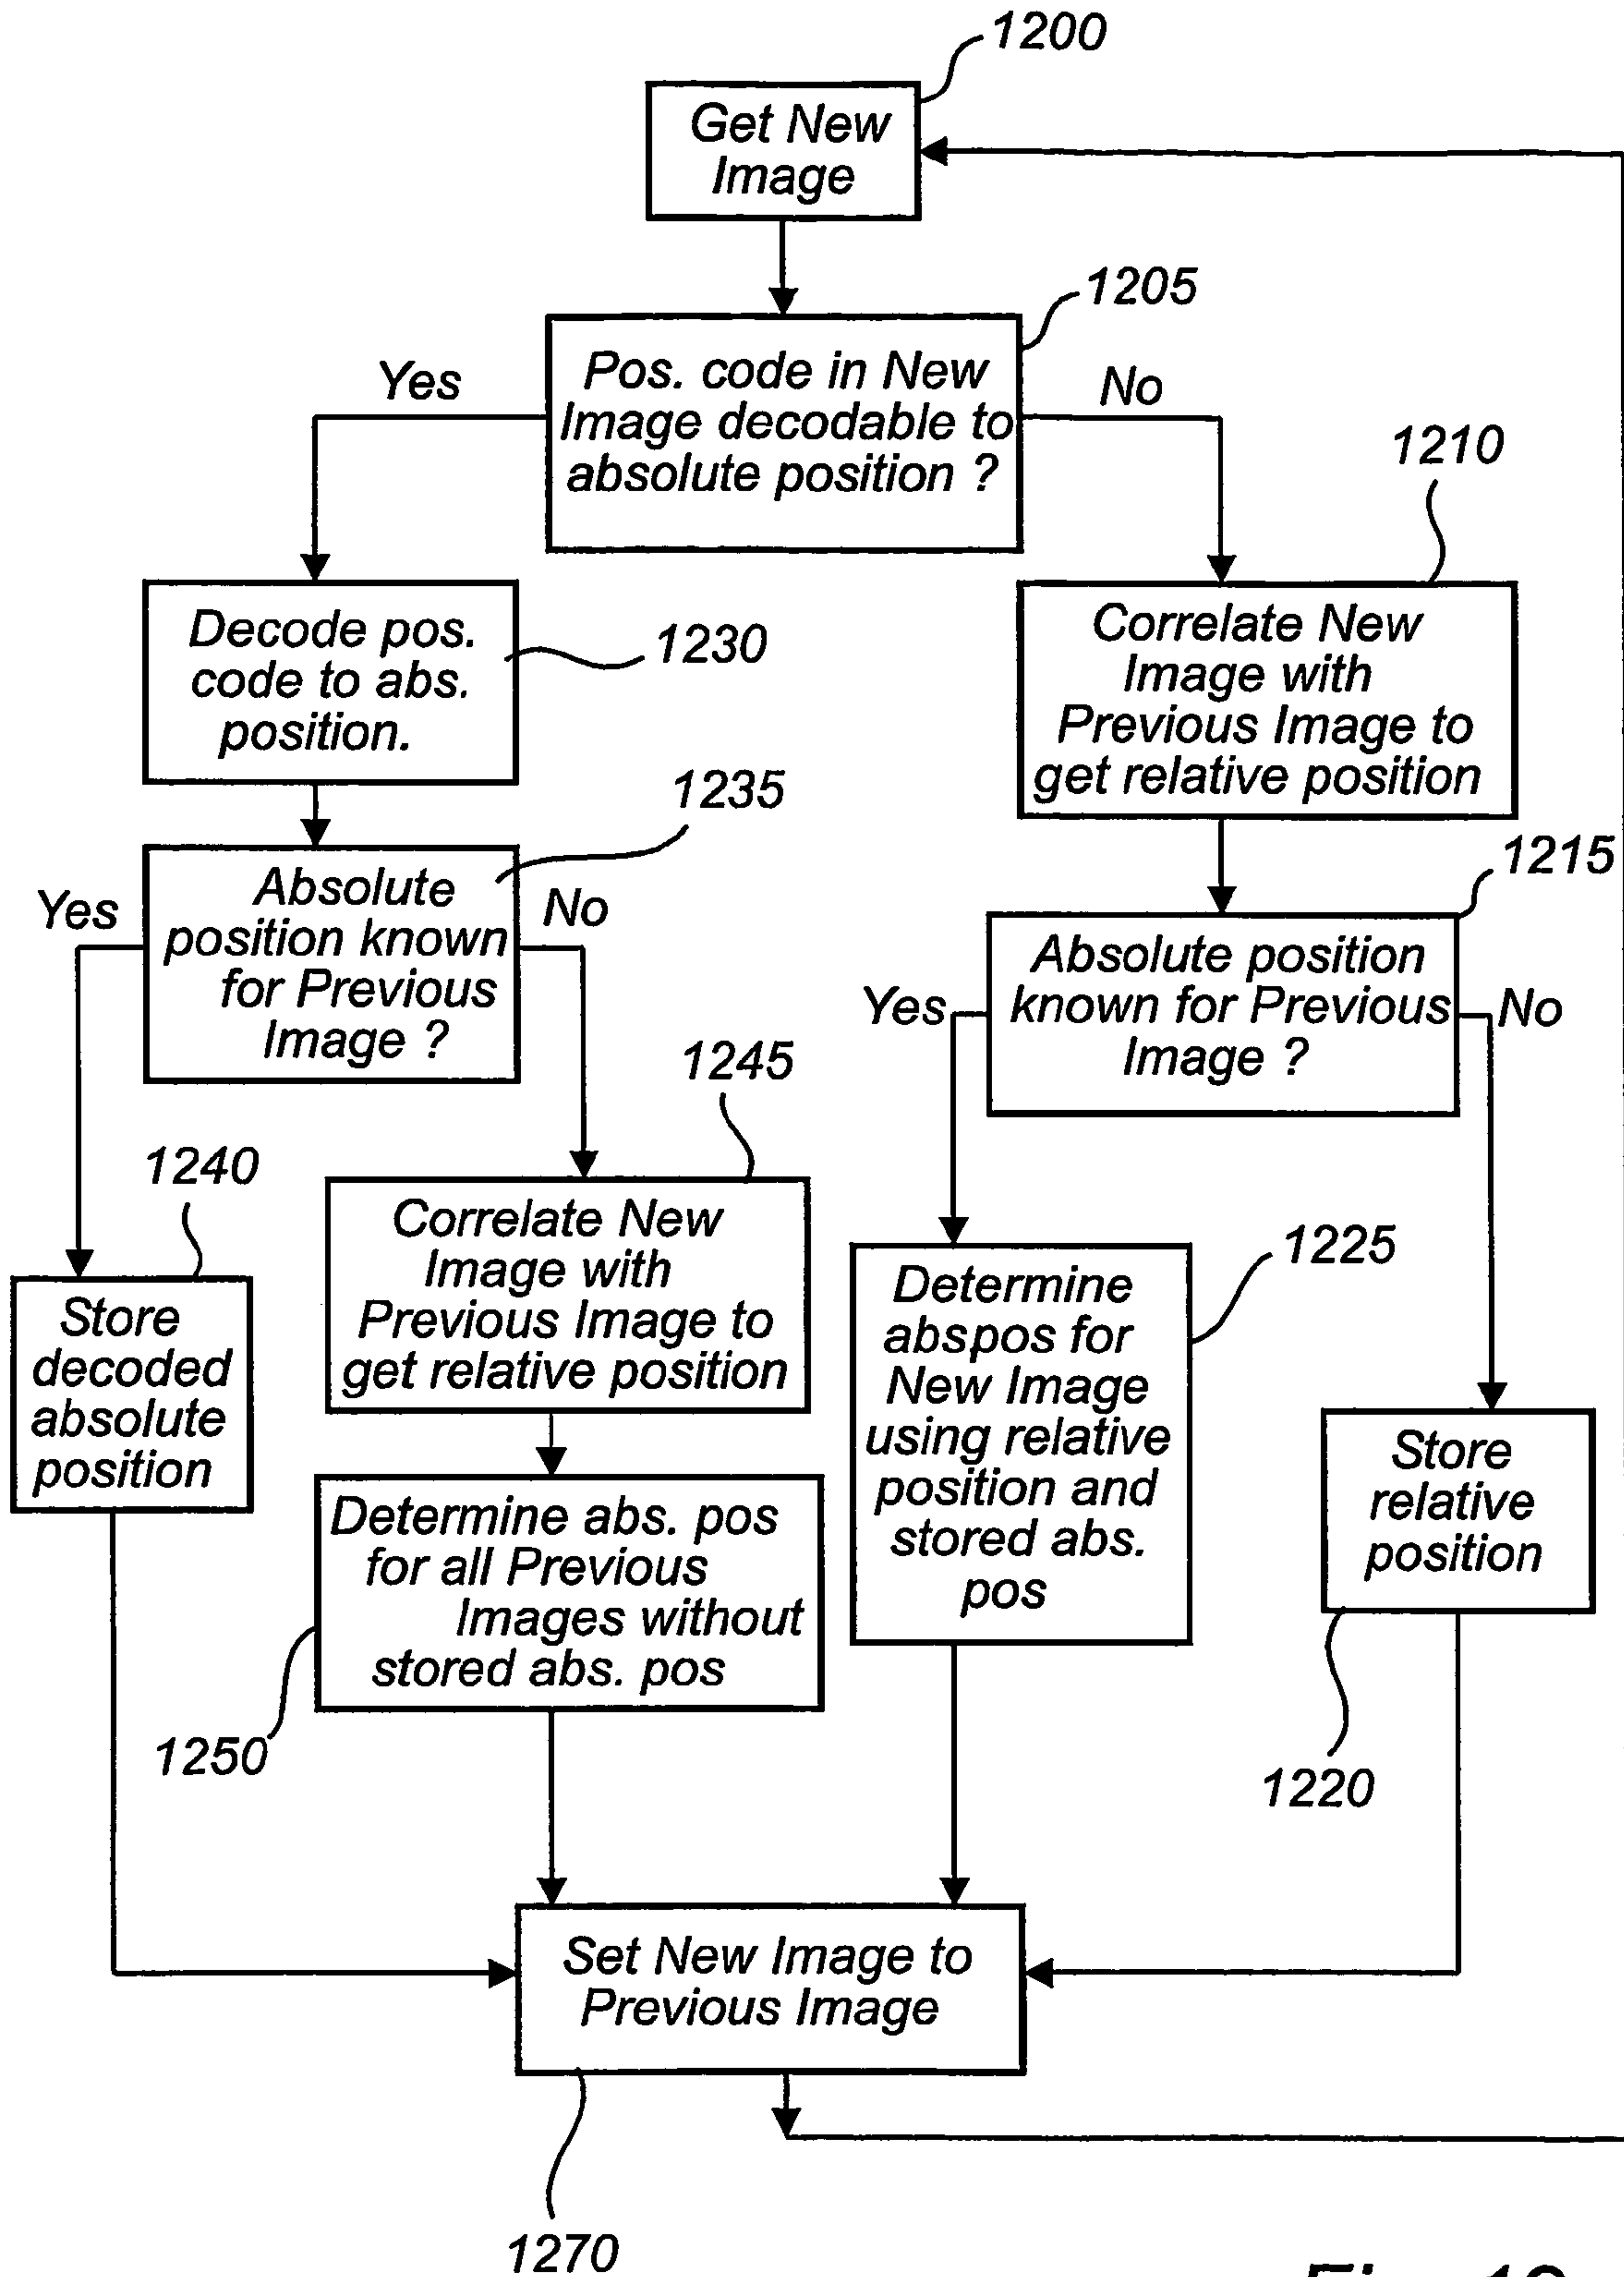 1200
Get New
Image
1205
Yes
Pos. code in New
Image decodable to
absolute position ?
No
1210
Decode pos.
code to abs.
position.
1230
Correlate New
Image with
Previous Image to
get relative position
1235
1215
Yes
Absolute
position known
for Previous
Image ?
No
Yes
Absolute position
known for Previous
Image ?
No
1245
1240
Store
decoded
absolute
position
Correlate New
Image with
Previous Image to
get relative position
1225
Determine
abspos for
New Image
using relative
position and
stored abs.
pos
Store
relative
position
Determine abs. pos
for all Previous
Images without
stored abs. pos
1250
1220
Set New Image to
Previous Image
1270